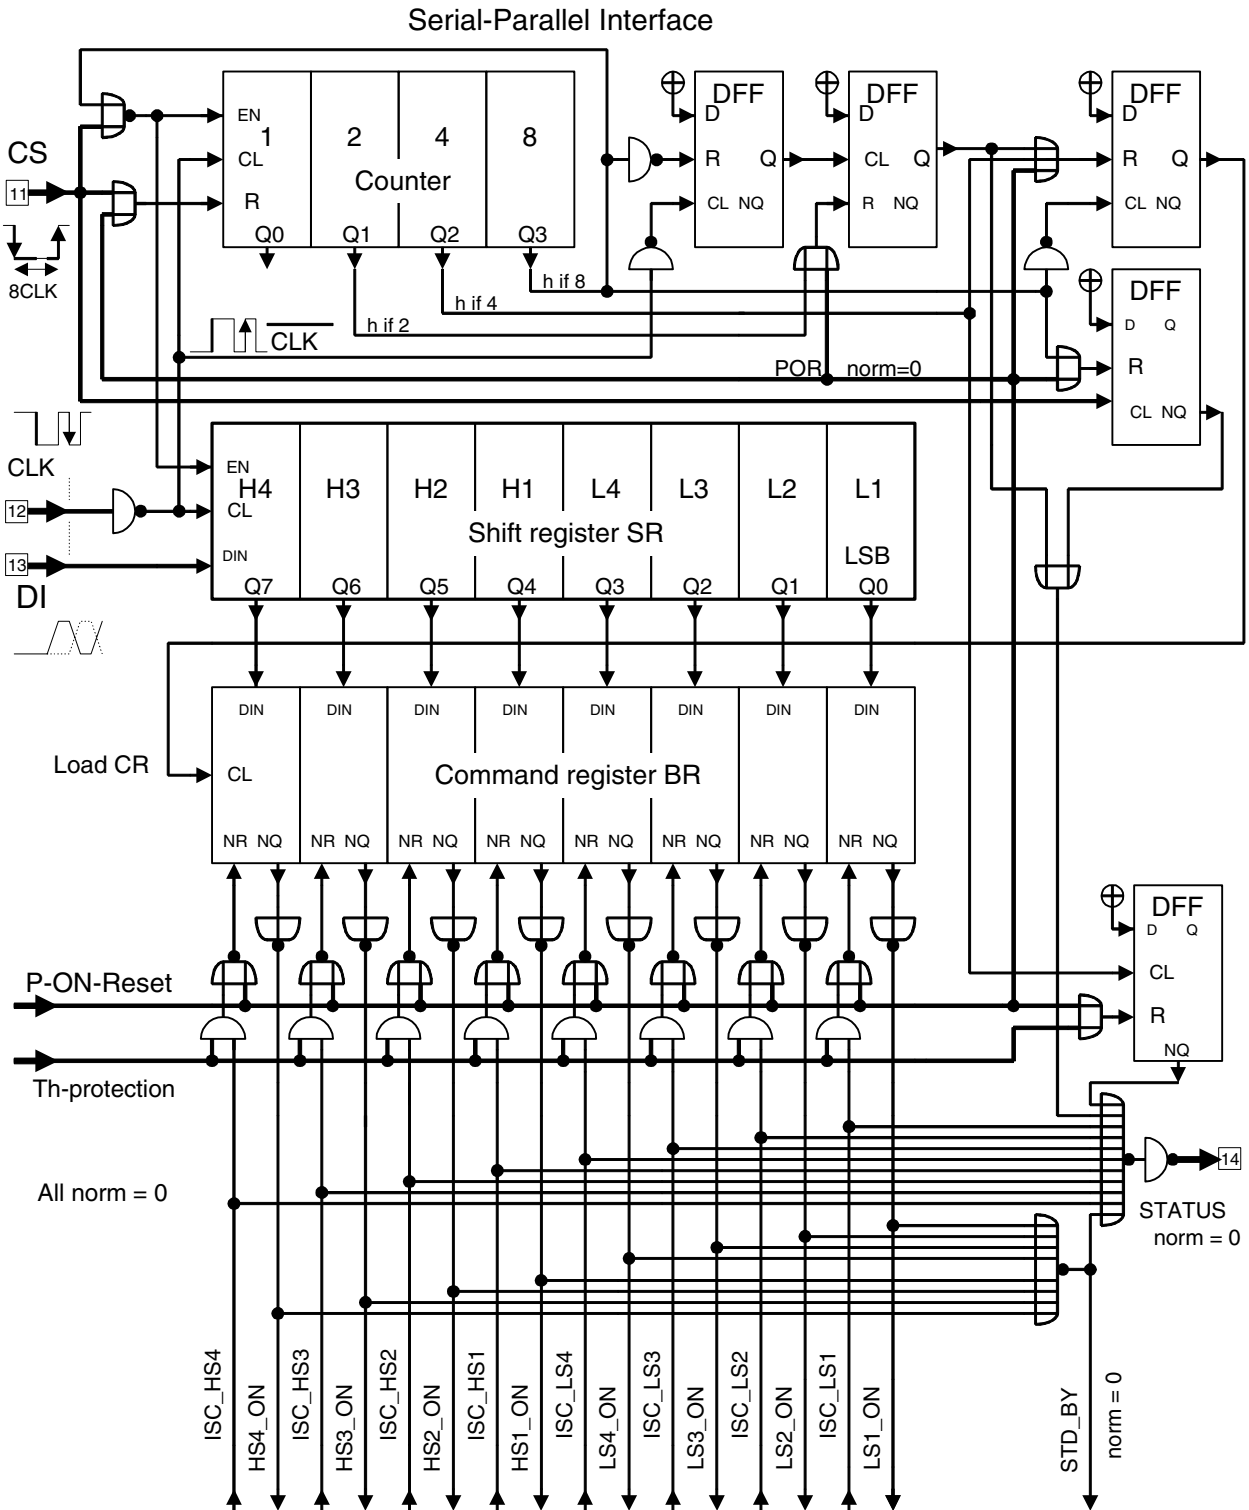 Serial-Parallel Interface
DFF DFF DFF
D D D
EN 1 2 4 8
CS
CL
R Q CL Q R Q
Counter
11
R
CL NQ R NQ CL NQ
Q0 Q1 Q2 Q3
8CLK
h if 8
h if 4
h if 2
CLK
DFF
D Q
POR norm=0
R
CL NQ
CLK
EN
H4 H3 H2 H1 L4 L3 L2 L1
12
CL
Shift register SR
DIN
LSB
13
DI
Q7 Q6 Q5 Q4 Q3 Q2 Q1 Q0
DIN DIN DIN DIN DIN DIN DIN DIN
Load CR
CL
Command register BR
NR NQ NR NQ NR NQ NR NQ NR NQ NR NQ NR NQ NR NQ
DFF
D Q
CL
P-ON-Reset
R
NQ
Th-protection
14
All norm = 0
STATUS
norm = 0
ISC_HS4
HS4_ON
ISC_HS3
HS3_ON
ISC_HS2
HS2_ON
ISC_HS1
HS1_ON
ISC_LS4
LS4_ON
ISC_LS3
LS3_ON
ISC_LS2
LS2_ON
ISC_LS1
LS1_ON
STD_BY
norm = 0